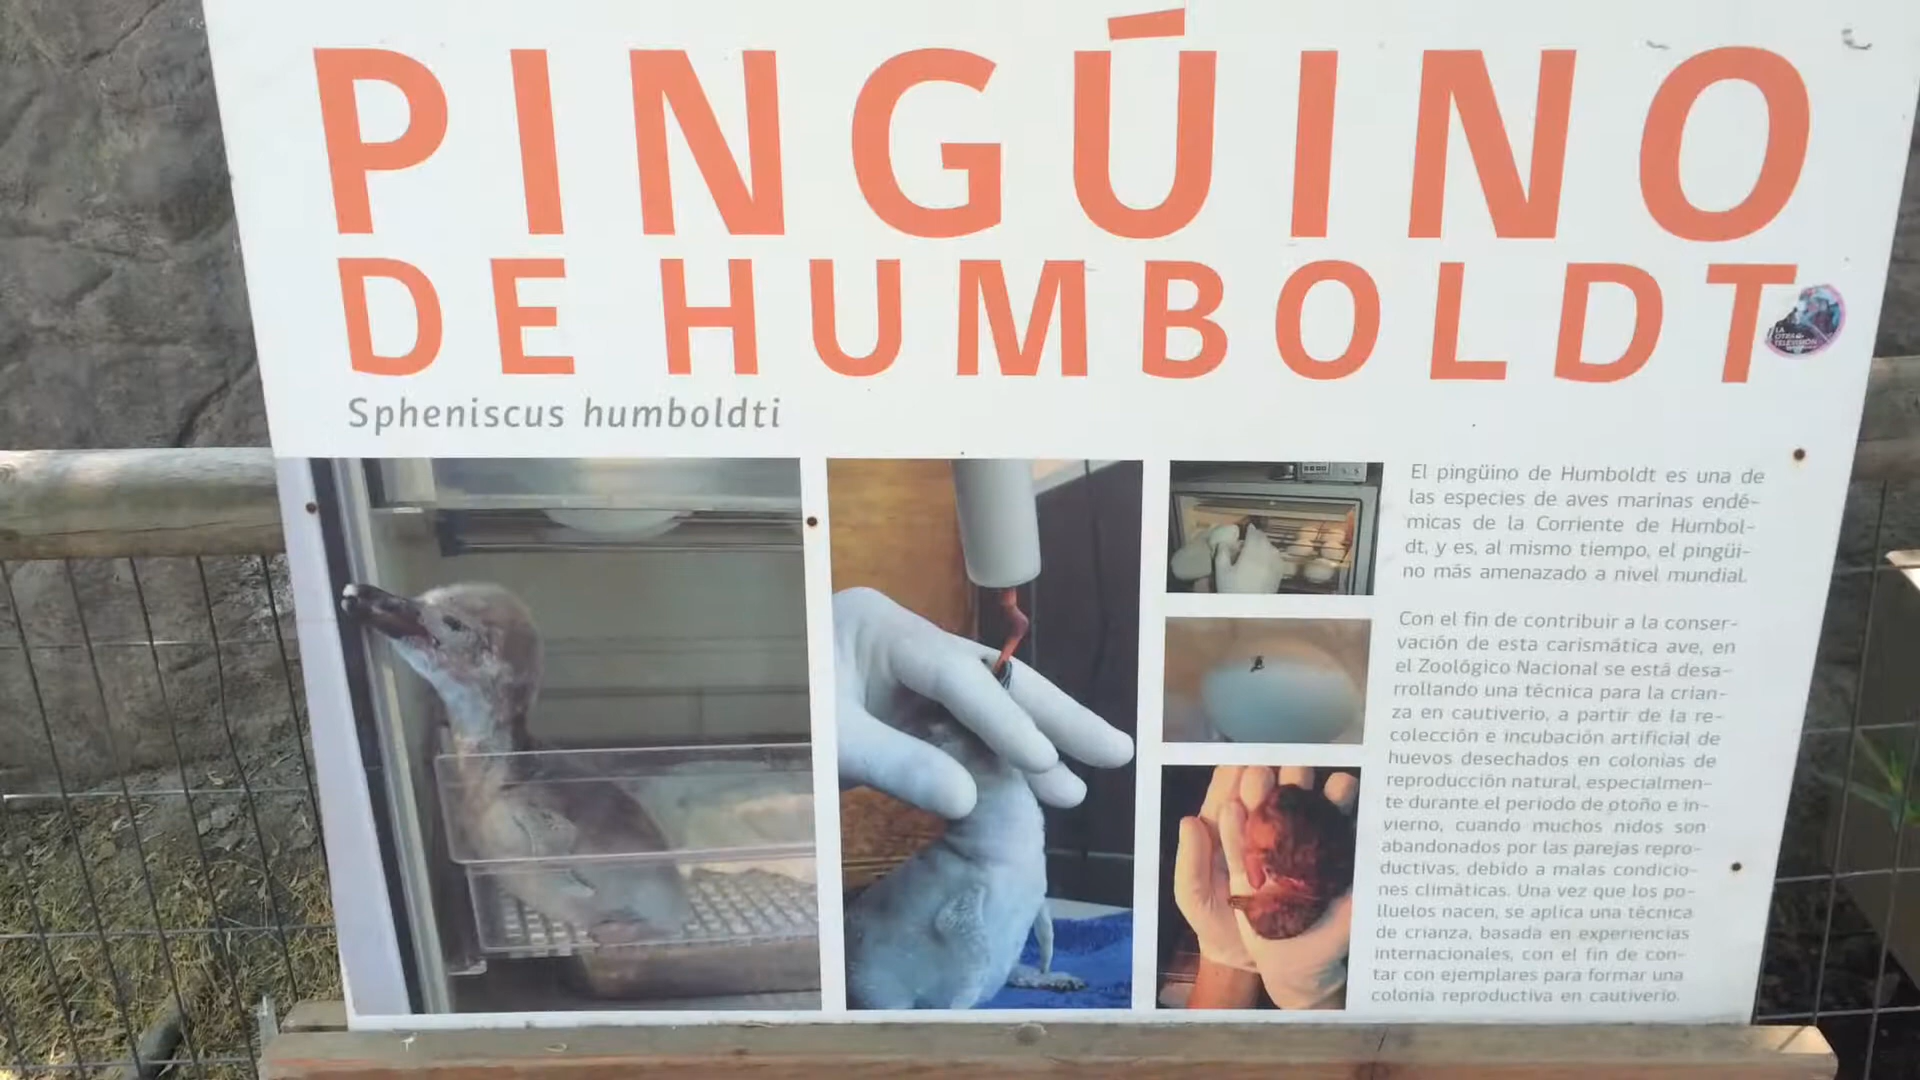 PINGÜINO
DE HUMBOLDT
Spheniscus humboldti
El pingüino de Humboldt es una de
las especies de aves marinas endé-
micas de la Corriente de Humbol-
dt, y es, al mismo tiempo, el pingüi-
no más amenazado a nivel mundial.
Con el fin de contribuir a la conser-
vación de esta carismática ave, en
el Zoológico Nacional se está desa-
rrollando una técnica para la crian-
za en cautiverio, a partir de la re-
colección e incubación artificial de
huevos desechados en colonias de
reproducción natural, especialmen-
te durante el periodo de otoño e in-
vierno, cuando muchos nidos son
abandonados por las parejas repro-
ductivas, debido a malas condicio-
nes climáticas. Una vez que los po-
lluelos nacen, se aplica una técnica
de crianza, basada en experiencias
internacionales, con el fin de con-
tar con ejemplares para formar una
colonia reproductiva en cautiverio.
LA
OTRA
TELEVISIÓN